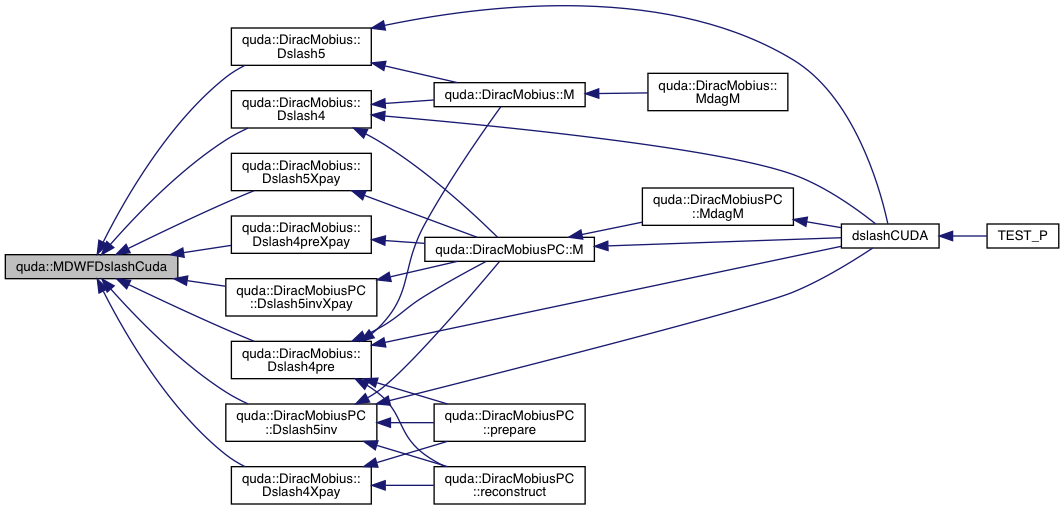 quda::MDWFDslashCuda
quda::DiracMobius::
Dslash5
quda::DiracMobius::
Dslash4
quda::DiracMobius::
Dslash5Xpay
quda::DiracMobius::
Dslash4preXpay
quda::DiracMobiusPC
::Dslash5invXpay
quda::DiracMobius::
Dslash4pre
quda::DiracMobiusPC
::Dslash5inv
quda::DiracMobius::
Dslash4Xpay
quda::DiracMobius::M
quda::DiracMobiusPC::M
quda::DiracMobiusPC
::prepare
quda::DiracMobiusPC
::reconstruct
quda::DiracMobius::
MdagM
quda::DiracMobiusPC
::MdagM
dslashCUDA
TEST_P